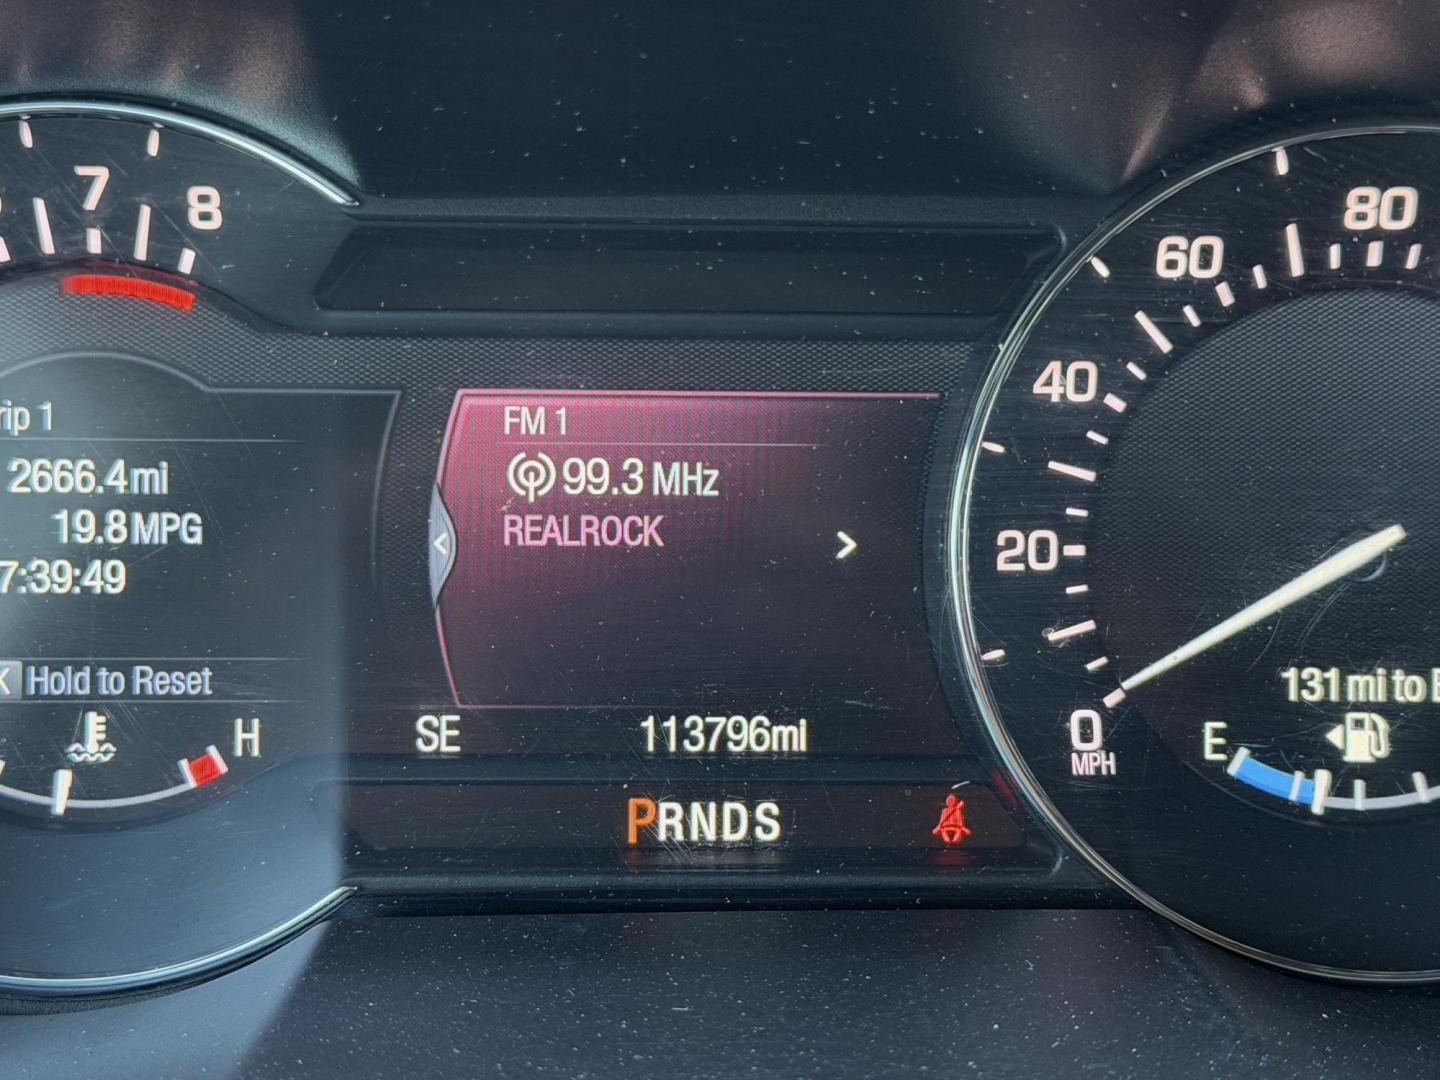 7
8
60
80
40
20
0
MPH
rip 1
2666.4mi
19.8MPG
7:39:49
Hold to Reset
H
FM 1
99.3 MHz
REALROCK
SE
113796mi
PRNDS
131 mi to
E